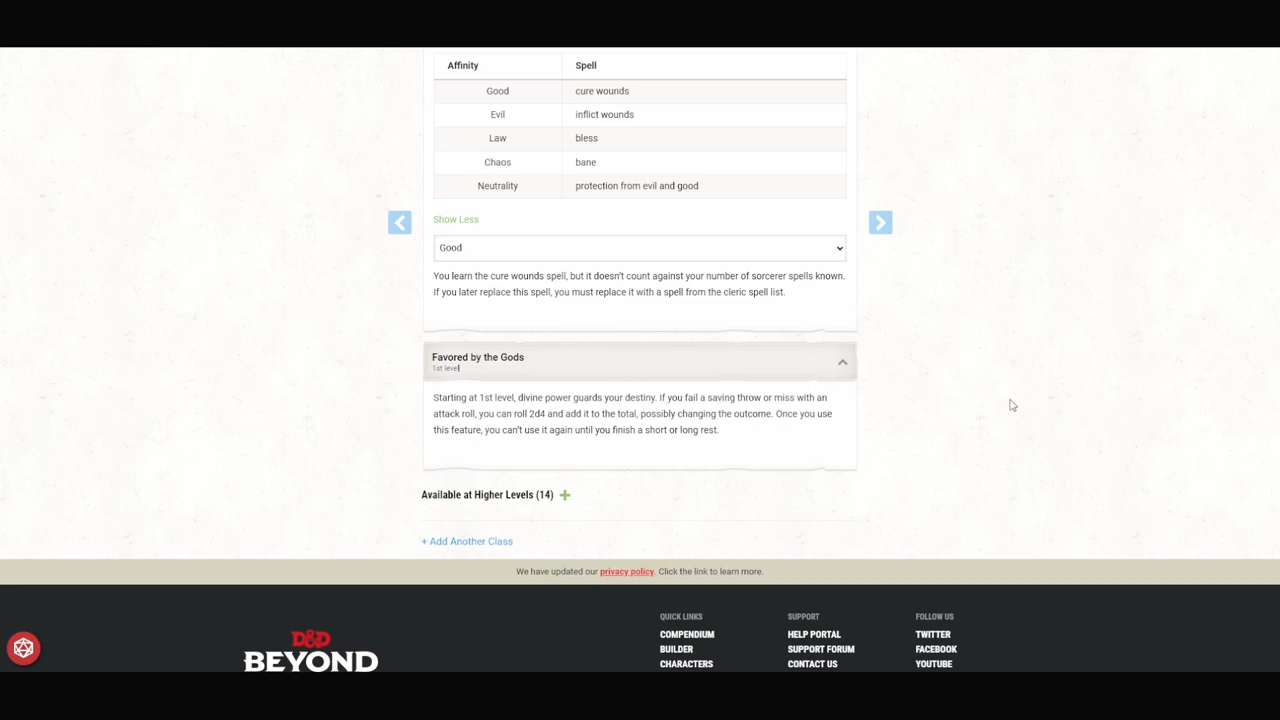 Affinity Spell
Good cure wounds
Evil inflict wounds
Law bless
Chaos bane
Neutrality protection from evil and good
Show Less
Good
You learn the cure wounds spell, but it doesn't count against your number of sorcerer spells known.
If you later replace this spell, you must replace it with a spell from the cleric spell list.
Favored by the Gods
1st level
Starting at 1st level, divine power guards your destiny. If you fail a saving throw or miss with an
attack roll, you can roll 2d4 and add it to the total, possibly changing the outcome. Once you use
this feature, you can't use it again until you finish a short or long rest.
Available at Higher Levels (14)
+ Add Another Class
We have updated our privacy policy. Click the link to learn more.
QUICK LINKS SUPPORT FOLLOW US
COMPENDIUM HELP PORTAL TWITTER
BUILDER SUPPORT FORUM FACEBOOK
CHARACTERS CONTACT US YOUTUBE
D&D
BEYOND